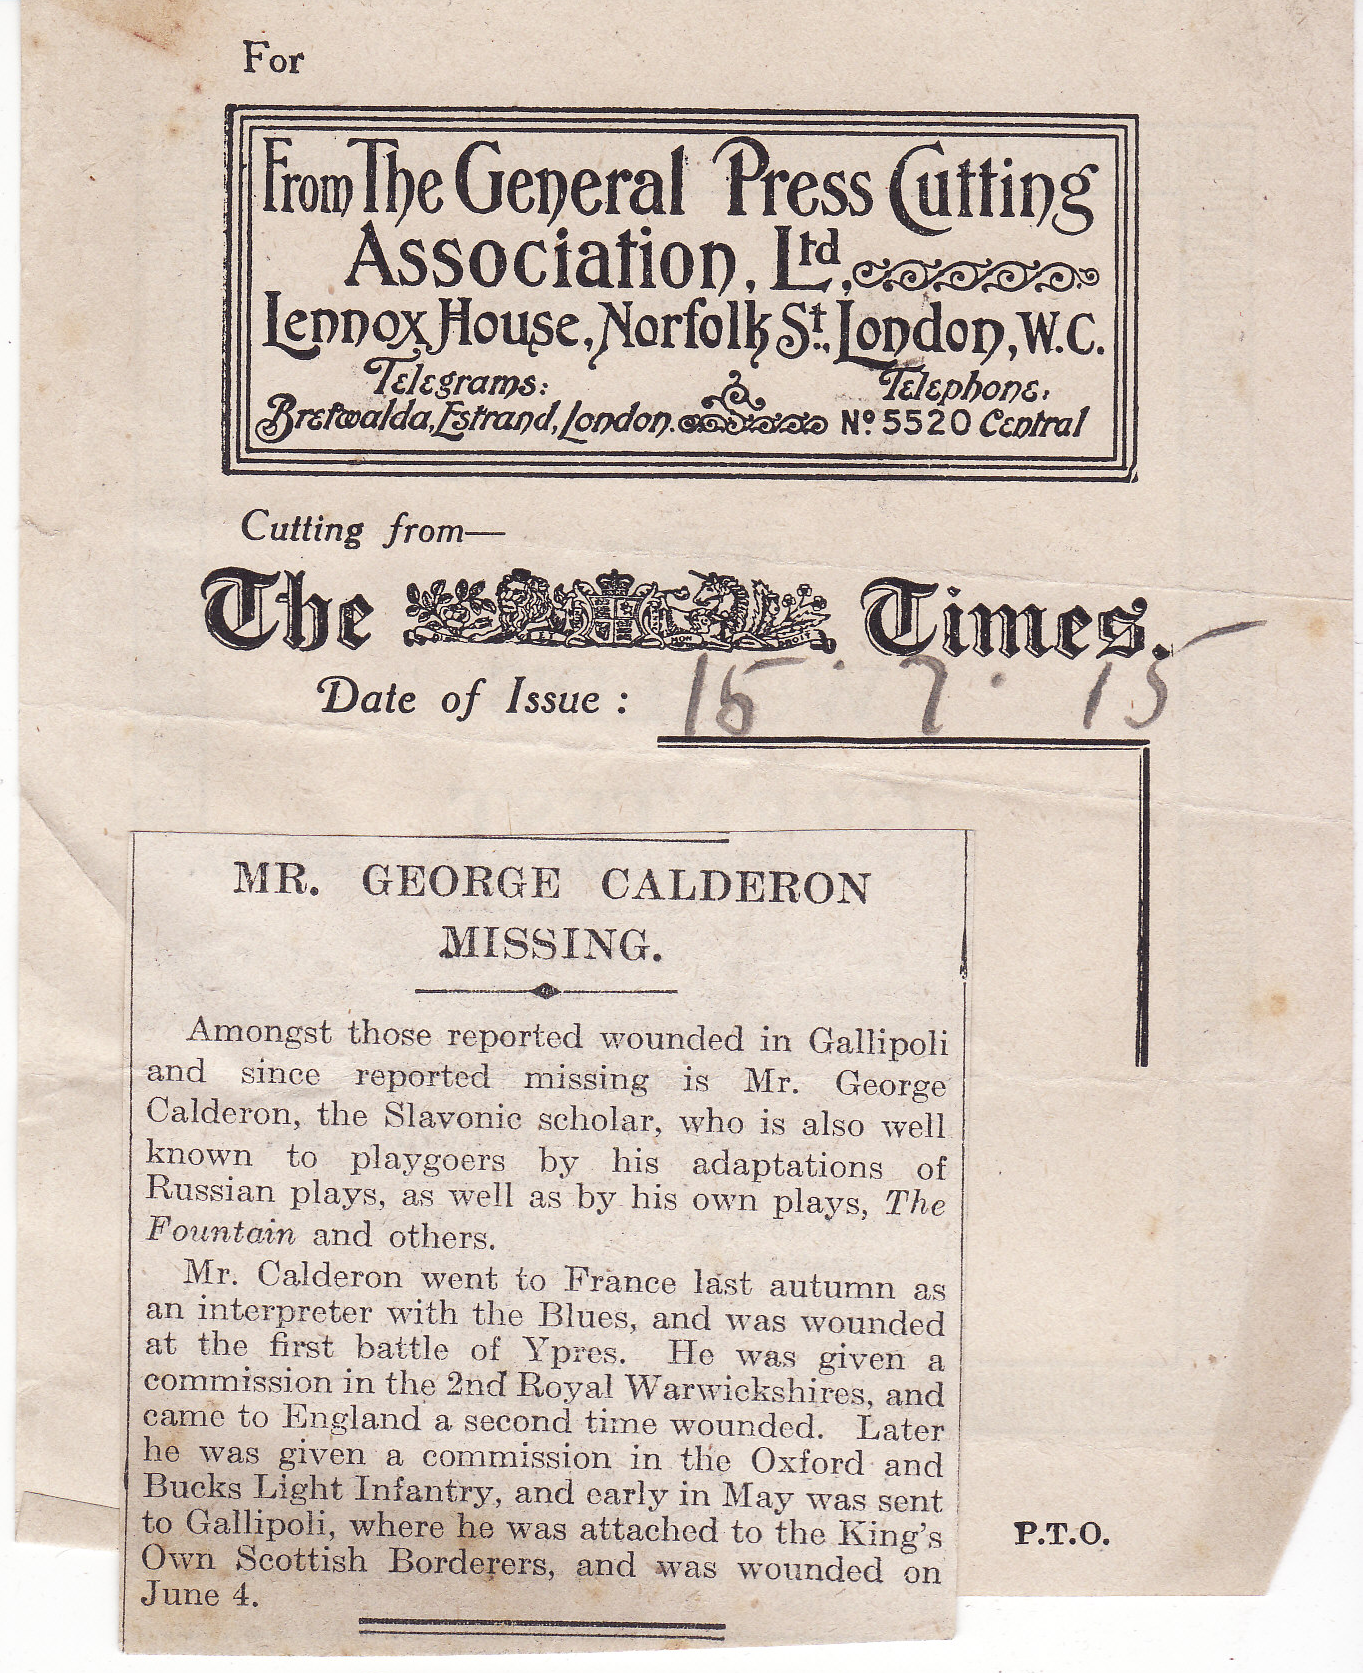 For
From The General Press Cutting
Association, Ltd,
Lennox House, Norfolk St., London, W.C.
Telegrams: Telephone:
Bretwalda, Estrand, London. No 5520 Central
Cutting from—
The Times.
MON DROIT
Date of Issue : 15 . 7 . 15
MR. GEORGE CALDERON
MISSING.
Amongst those reported wounded in Gallipoli
and since reported missing is Mr. George
Calderon, the Slavonic scholar, who is also well
known to playgoers by his adaptations of
Russian plays, as well as by his own plays, The
Fountain and others.
Mr. Calderon went to France last autumn as
an interpreter with the Blues, and was wounded
at the first battle of Ypres. He was given a
commission in the 2nd Royal Warwickshires, and
came to England a second time wounded. Later
he was given a commission in the Oxford and
Bucks Light Infantry, and early in May was sent
to Gallipoli, where he was attached to the King's
Own Scottish Borderers, and was wounded on
June 4.
P.T.O.